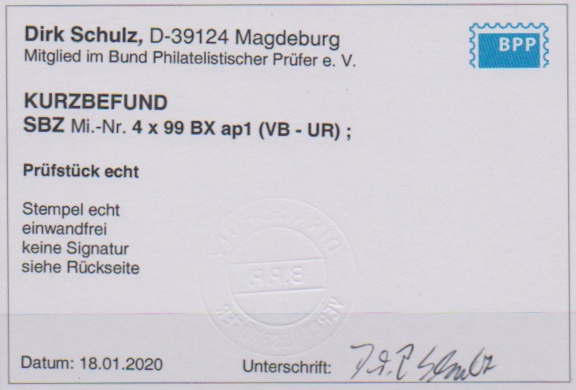 Dirk Schulz, D-39124 Magdeburg
Mitglied im Bund Philatelistischer Prüfer e. V.
BPP
KURZBEFUND
SBZ Mi.-Nr. 4 x 99 BX ap1 (VB - UR) ;
Prüfstück echt
Stempel echt
einwandfrei
keine Signatur
siehe Rückseite
Datum: 18.01.2020
Unterschrift: